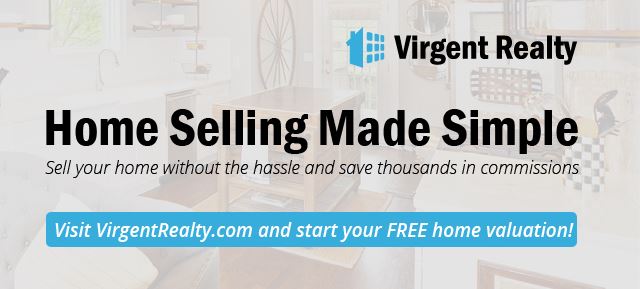 Virgent Realty
Home Selling Made Simple
Sell your home without the hassle and save thousands in commissions
Visit VirgentRealty.com and start your FREE home valuation!